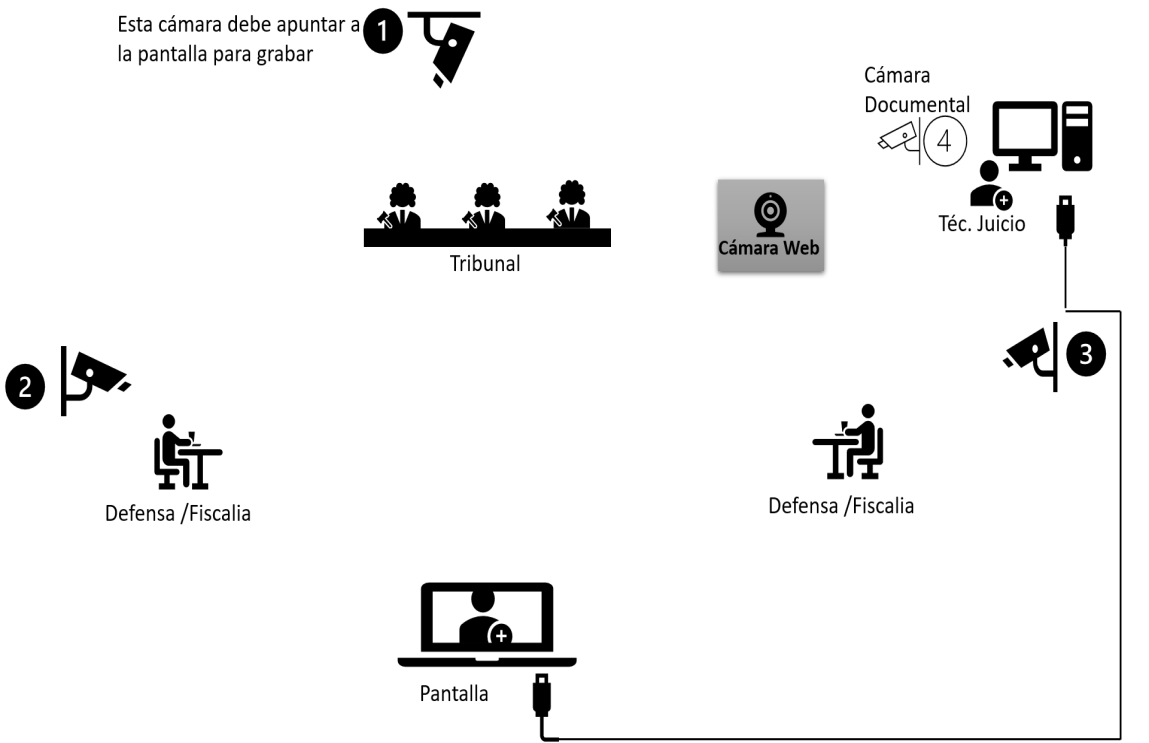 Esta cámara debe apuntar a
la pantalla para grabar
1
Cámara
Documental
4
Téc. Juicio
Tribunal
Cámara Web
2
3
Defensa /Fiscalia
Defensa /Fiscalia
Pantalla